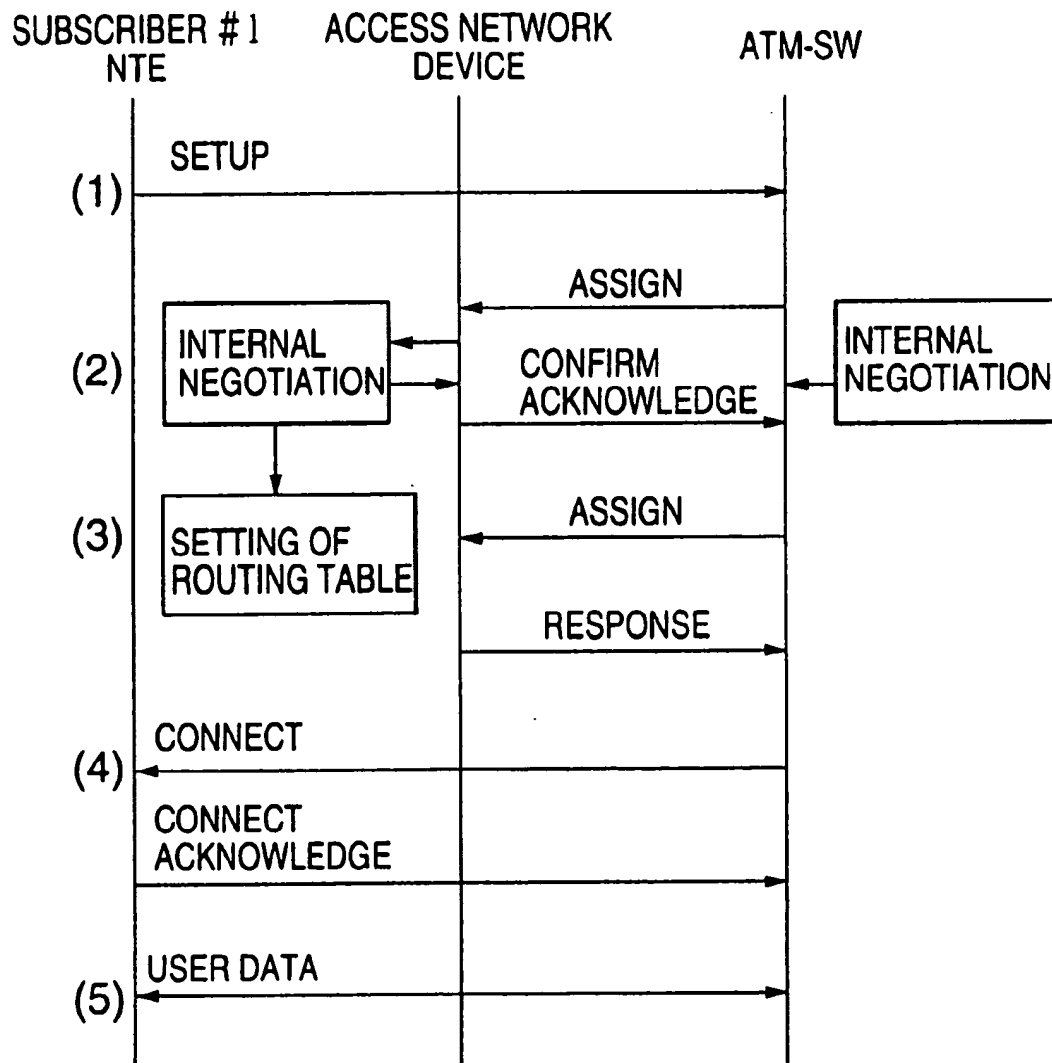 SUBSCRIBER #1
NTE
ACCESS NETWORK
DEVICE
ATM-SW
SETUP
(1)
ASSIGN
(2)
INTERNAL
NEGOTIATION
CONFIRM
ACKNOWLEDGE
INTERNAL
NEGOTIATION
(3)
SETTING OF
ROUTING TABLE
ASSIGN
RESPONSE
CONNECT
(4)
CONNECT
ACKNOWLEDGE
USER DATA
(5)